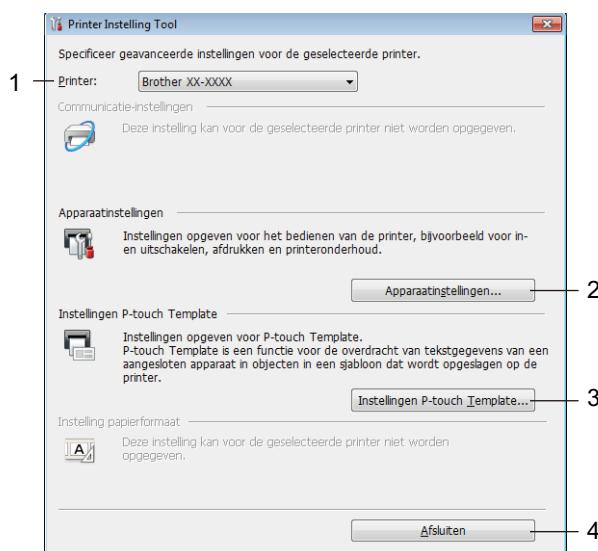 Printer Instelling Tool
Specificeer geavanceerde instellingen voor de geselecteerde printer.
1
Printer: Brother XX-XXXX
Communicatie-instellingen
Deze instelling kan voor de geselecteerde printer niet worden opgegeven.
Apparaatinstellingen
Instellingen opgeven voor het bedienen van de printer, bijvoorbeeld voor in-
en uitschakelen, afdrukken en printeronderhoud.
Apparaatinstellingen...
2
Instellingen P-touch Template
Instellingen opgeven voor P-touch Template.
P-touch Template is een functie voor de overdracht van tekstgegevens van een
aangesloten apparaat in objecten in een sjabloon dat wordt opgeslagen op de
printer.
Instellingen P-touch Template...
3
Instelling papierformaat
Deze instelling kan voor de geselecteerde printer niet worden
opgegeven.
A
Afsluiten
4